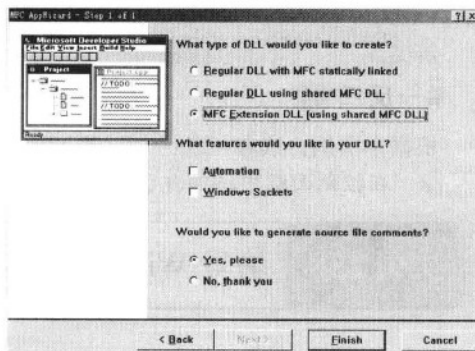 MFC AppWizard - Step 1 of 1
Microsoft Developer Studio
File Edit View Insert Build Help
Project
Project.cpp
//TODO
//TODO
Ready
What type of DLL would you like to create?
Regular DLL with MFC statically linked
Regular DLL using shared MFC DLL
MFC Extension DLL (using shared MFC DLL)
What features would you like in your DLL?
Automation
Windows Sockets
Would you like to generate source file comments?
Yes, please
No, thank you
< Back
Next >
Finish
Cancel